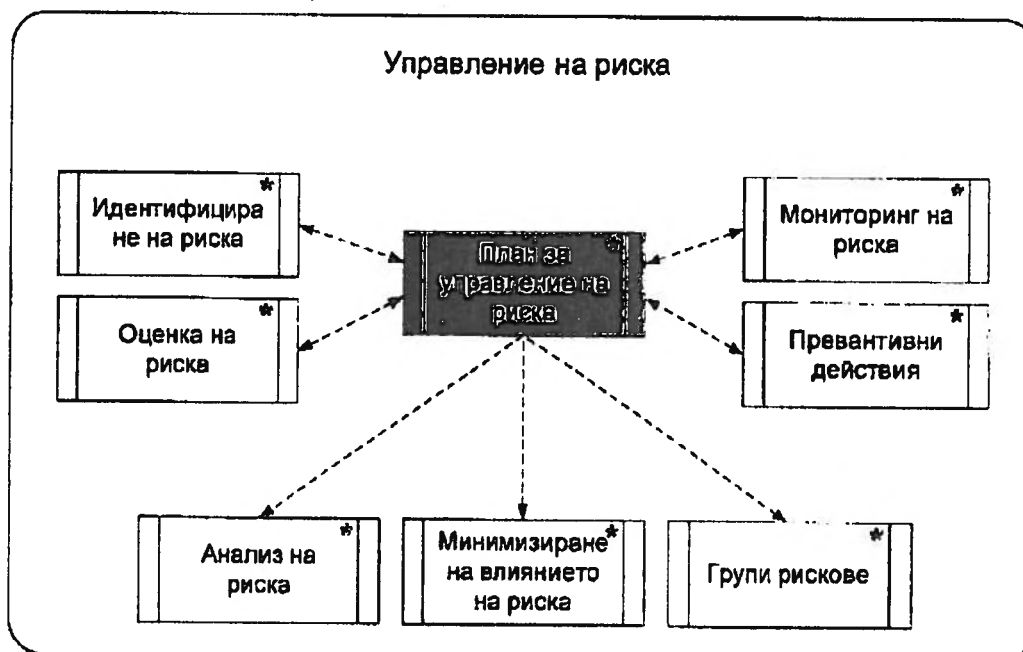 Управление на риска
Идентифицира
не на риска
*
Мониторинг на
риска
*
План за
управление на
риска
*
Оценка на
риска
*
Превантивни
действия
*
Анализ на
риска
*
Минимизиране
на влиянието
на риска
*
Групи рискове
*